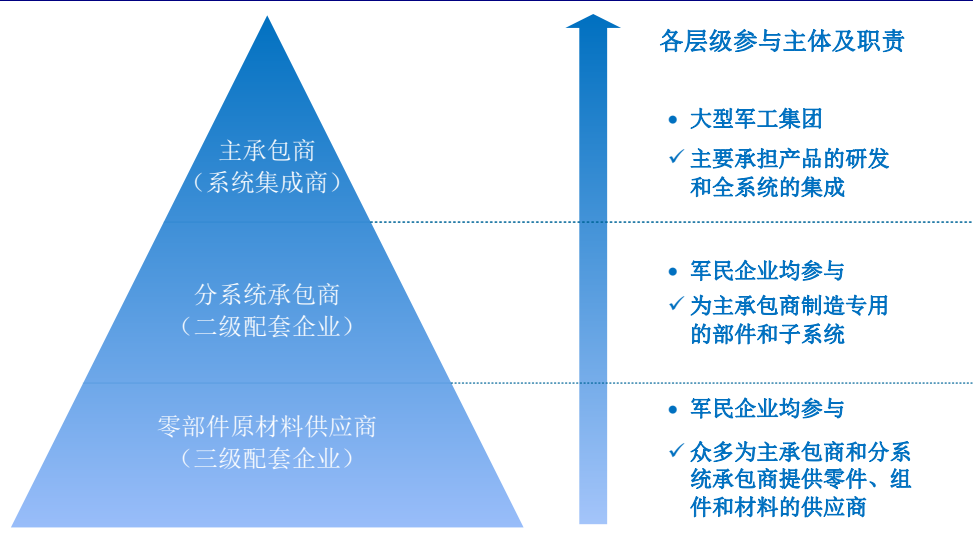 各层级参与主体及职责
主承包商
（系统集成商）
• 大型军工集团
✓ 主要承担产品的研发
和全系统的集成
分系统承包商
（二级配套企业）
• 军民企业均参与
✓ 为主承包商制造专用
的部件和子系统
零部件原材料供应商
（三级配套企业）
• 军民企业均参与
✓ 众多为主承包商和分系
统承包商提供零件、组
件和材料的供应商